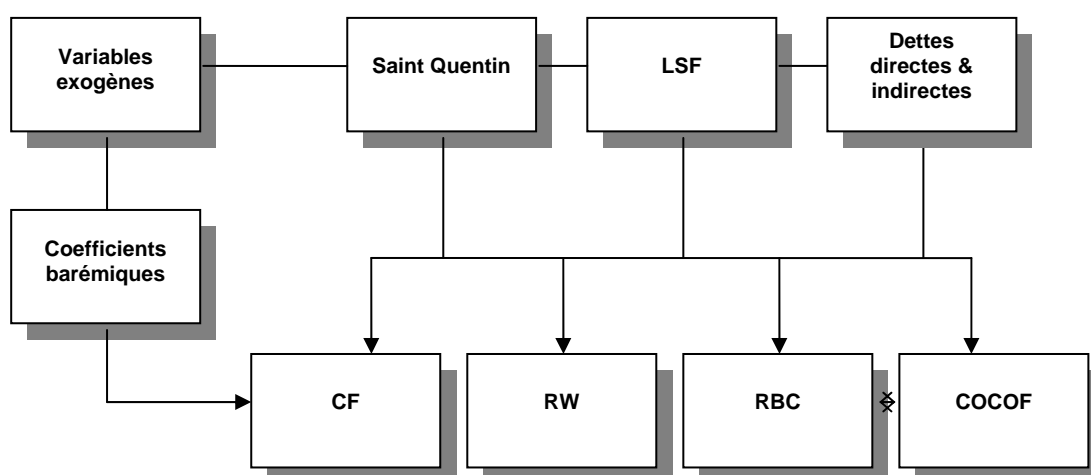 Variables
exogènes
Saint Quentin
LSF
Dettes
directes &
indirectes
Coefficients
barémiques
CF
RW
RBC
COCOF